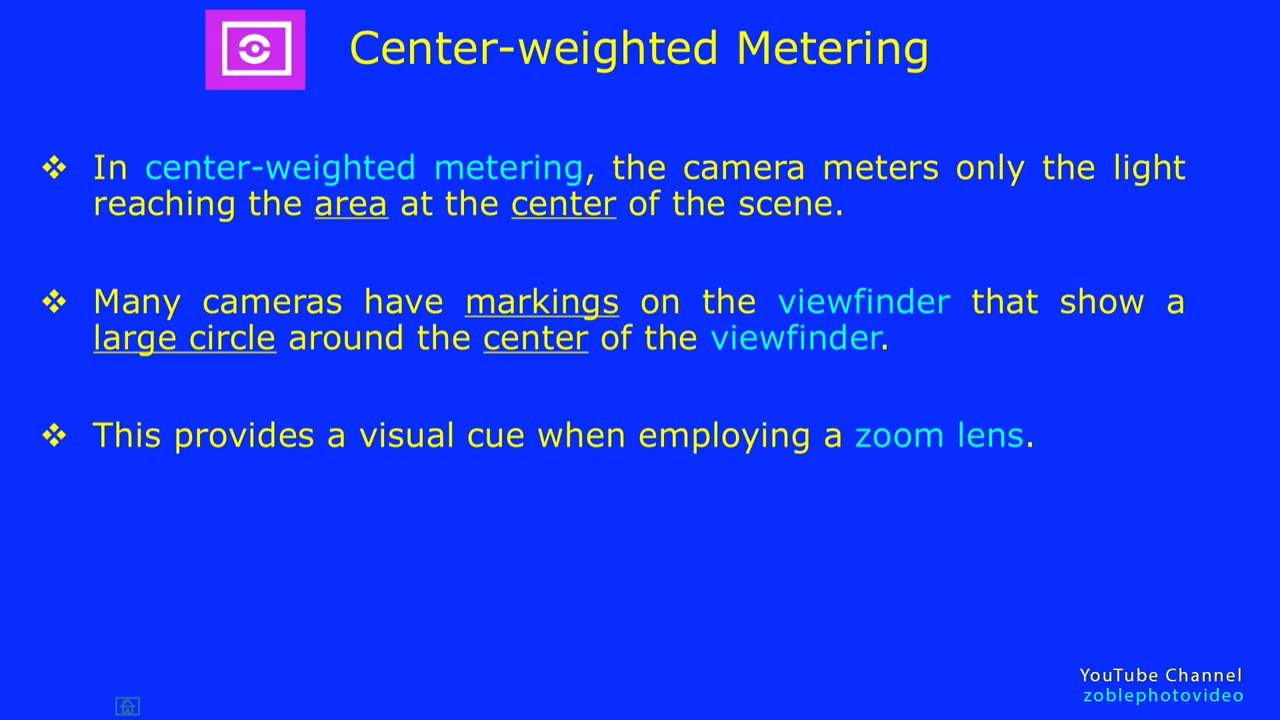 Center-weighted Metering
❖ In center-weighted metering, the camera meters only the light
reaching the area at the center of the scene.
❖ Many cameras have markings on the viewfinder that show a
large circle around the center of the viewfinder.
❖ This provides a visual cue when employing a zoom lens.
YouTube Channel
zoblephotovideo